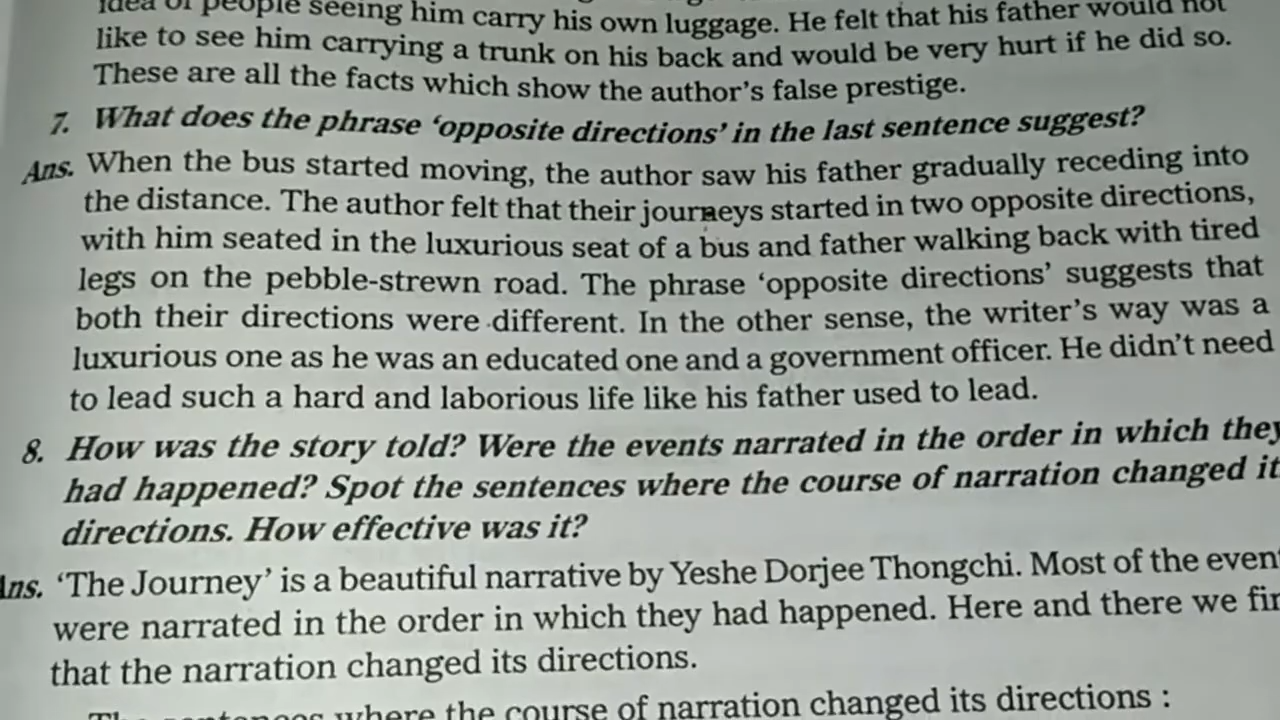 idea of people seeing him carry his own luggage. He felt that his father would not
like to see him carrying a trunk on his back and would be very hurt if he did so.
These are all the facts which show the author's false prestige.
7. What does the phrase 'opposite directions' in the last sentence suggest?
Ans. When the bus started moving, the author saw his father gradually receding into
the distance. The author felt that their journeys started in two opposite directions,
with him seated in the luxurious seat of a bus and father walking back with tired
legs on the pebble-strewn road. The phrase 'opposite directions' suggests that
both their directions were different. In the other sense, the writer's way was a
luxurious one as he was an educated one and a government officer. He didn't need
to lead such a hard and laborious life like his father used to lead.
8. How was the story told? Were the events narrated in the order in which they
had happened? Spot the sentences where the course of narration changed it
directions. How effective was it?
Ans. 'The Journey' is a beautiful narrative by Yeshe Dorjee Thongchi. Most of the even
were narrated in the order in which they had happened. Here and there we fin
that the narration changed its directions.
The sentences where the course of narration changed its directions :